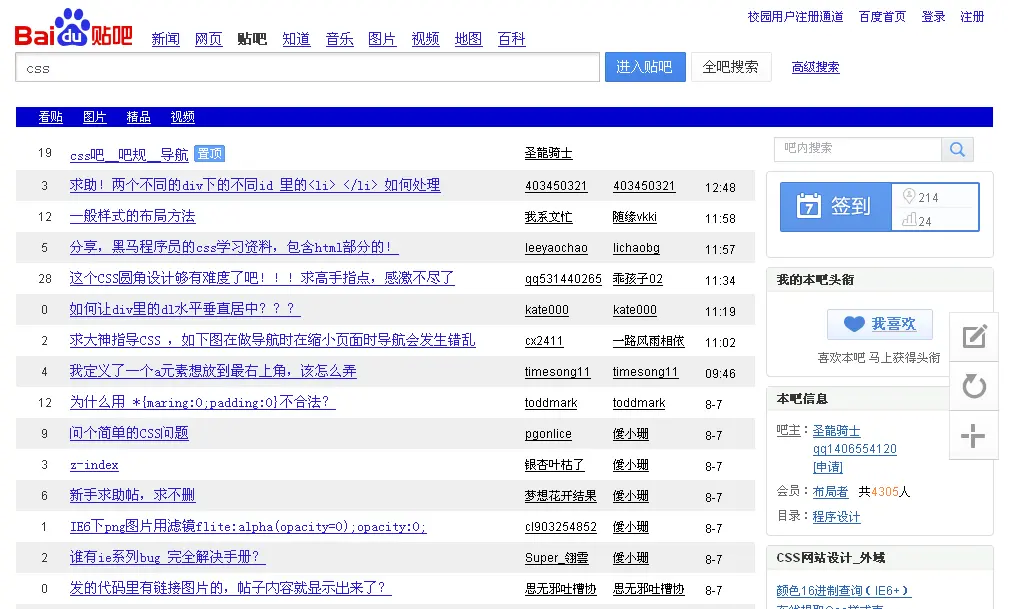 校园用户注册通道 百度首页 登录 注册
Bai du 贴吧 新闻 网页 贴吧 知道 音乐 图片 视频 地图 百科
css 进入贴吧 全吧搜索 高级搜索
看贴 图片 精品 视频
19 css吧__吧规__导航 置顶 圣龍骑士
3 求助！两个不同的div下的不同id 里的<li> </li> 如何处理 403450321 403450321 12:48
12 一般样式的布局方法 我系文忙 随缘vkki 11:58
5 分享，黑马程序员的css学习资料，包含html部分的！ leeyaochao lichaobg 11:57
28 这个CSS圆角设计够有难度了吧！！！求高手指点，感激不尽了 qq531440265 乖孩子02 11:34
0 如何让div里的dl水平垂直居中？？？ kate000 kate000 11:19
2 求大神指导CSS ，如下图在做导航时在缩小页面时导航会发生错乱 cx2411 一路风雨相依 11:02
4 我定义了一个a元素想放到最右上角，该怎么弄 timesong11 timesong11 09:46
12 为什么用 *{maring:0;padding:0}不合法？ toddmark toddmark 8-7
9 问个简单的CSS问题 pgonlice 僾小珊 8-7
3 z-index 银杏叶枯了 僾小珊 8-7
6 新手求助帖，求不删 梦想花开结果 僾小珊 8-7
1 IE6下png图片用滤镜flite:alpha(opacity=0);opacity:0; cl903254852 僾小珊 8-7
2 谁有ie系列bug 完全解决手册？ Super_翎雲 僾小珊 8-7
0 发的代码里有链接图片的，帖子内容就显示出来了？ 思无邪吐槽协 思无邪吐槽协 8-7
吧内搜索
7 签到 214
24
我的本吧头衔
我喜欢
喜欢本吧 马上获得头衔
本吧信息
吧主：圣龍骑士
qq1406554120
[申请]
会员：布局者 共4305人
目录：程序设计
CSS网站设计_外域
颜色16进制查询( IE6+ )